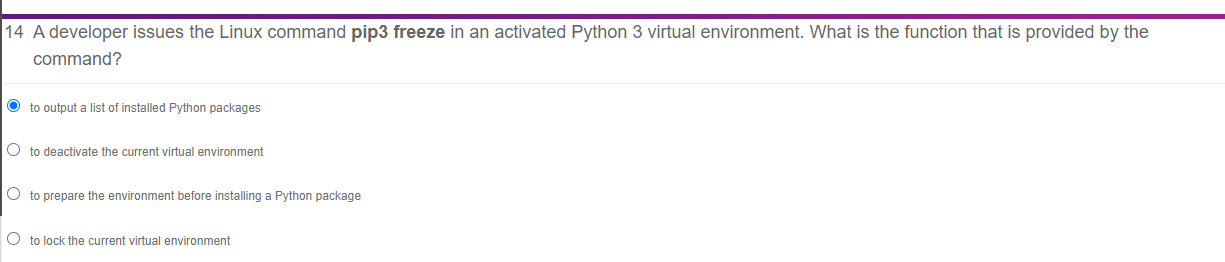 14 A developer issues the Linux command pip3 freeze in an activated Python 3 virtual environment. What is the function that is provided by the
command?
to output a list of installed Python packages
to deactivate the current virtual environment
to prepare the environment before installing a Python package
to lock the current virtual environment